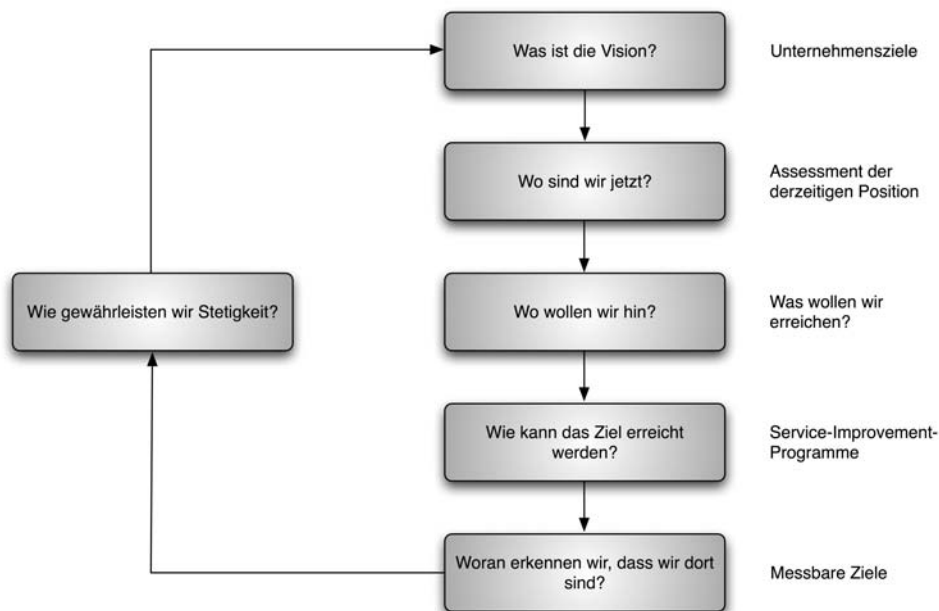 Was ist die Vision?
Unternehmensziele
Wo sind wir jetzt?
Assessment der
derzeitigen Position
Wie gewährleisten wir Stetigkeit?
Wo wollen wir hin?
Was wollen wir
erreichen?
Wie kann das Ziel erreicht
werden?
Service-Improvement-
Programme
Woran erkennen wir, dass wir dort
sind?
Messbare Ziele